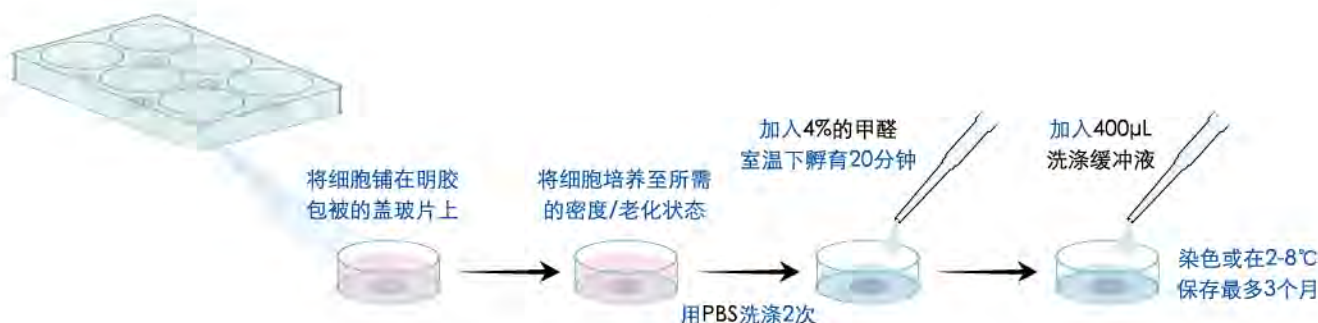 将细胞铺在明胶
包被的盖玻片上
将细胞培养至所需
的密度/老化状态
用PBS洗涤2次
加入4%的甲醛
室温下孵育20分钟
加入400μL
洗涤缓冲液
染色或在2-8℃
保存最多3个月